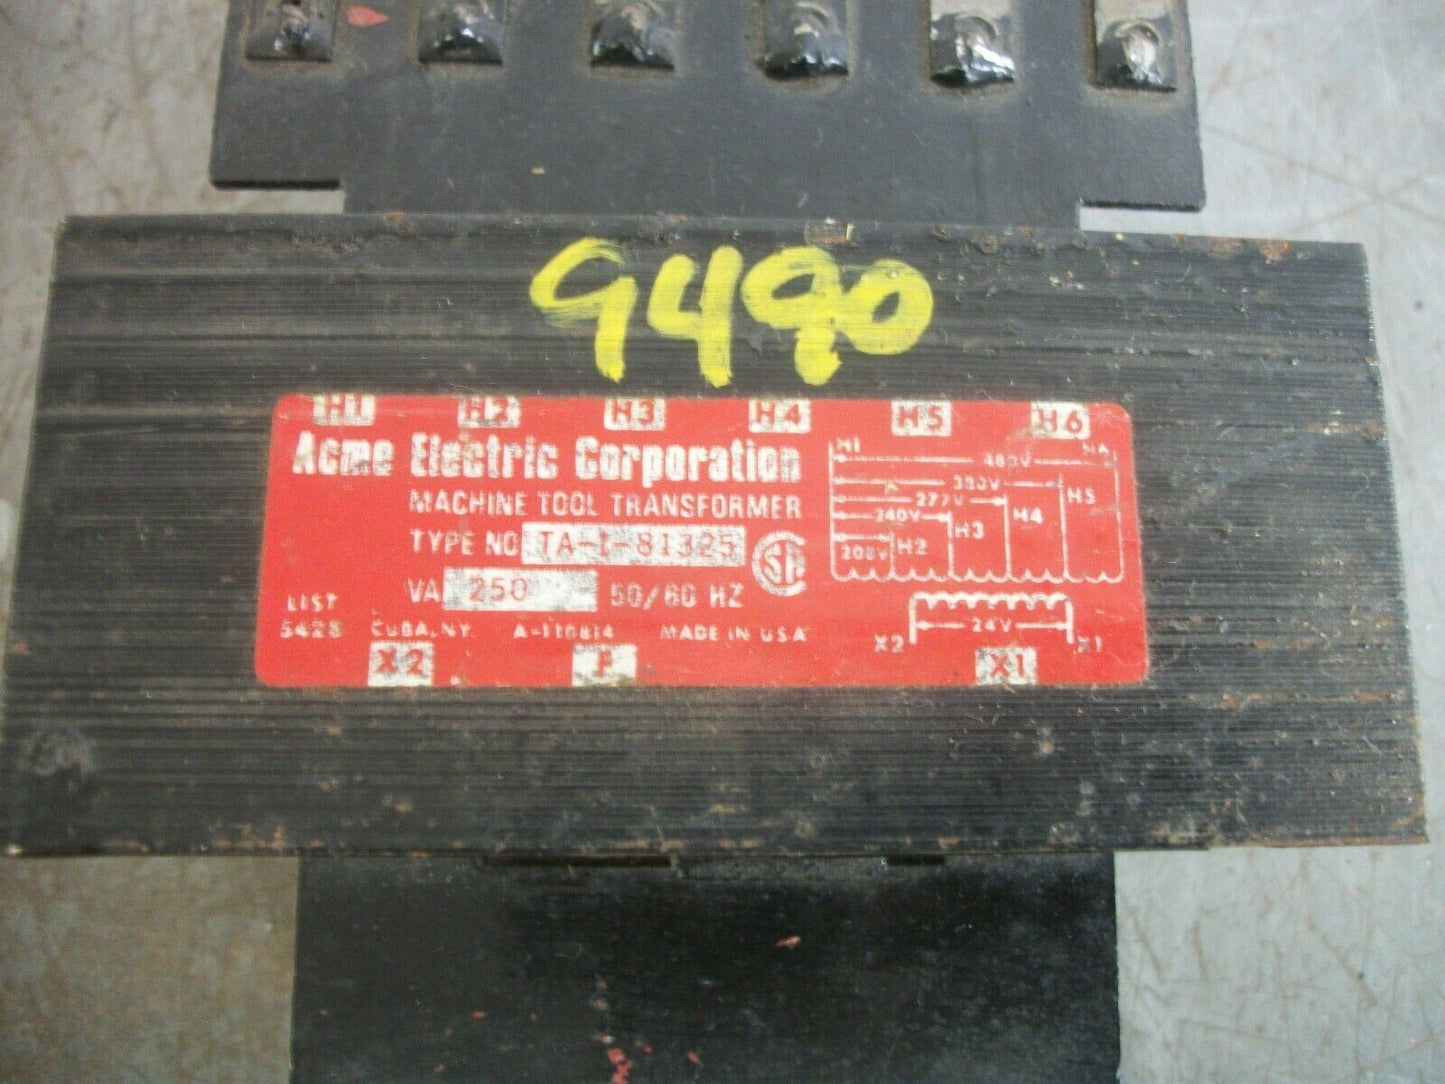 9490
H1 H2 H3 H4 H5 H6
Acme Electric Corporation
MACHINE TOOL TRANSFORMER
TYPE NO TA-1-81325
VA 250 50/60 HZ
LIST
5428 CUBA, NY. A-110814 MADE IN U.S.A.
X2 F X1
H1 H6
480V
380V H5
277V H4
240V H3
208V H2
X2 24V X1